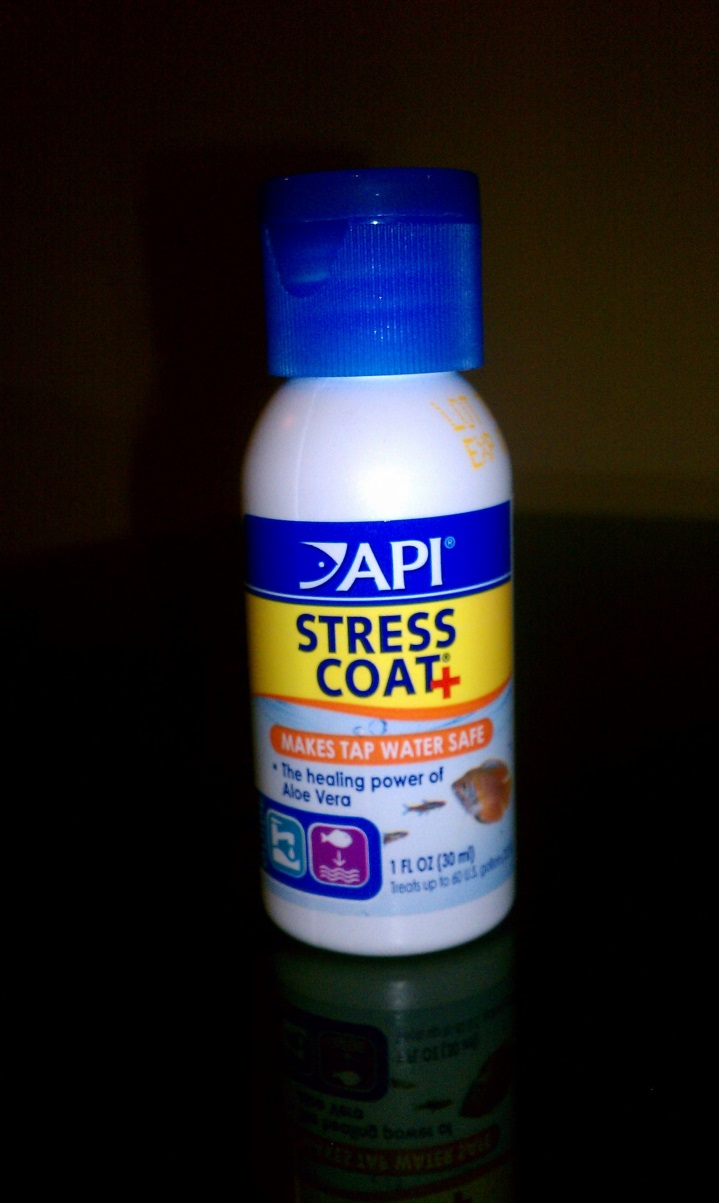 API®
STRESS
COAT®+
MAKES TAP WATER SAFE
• The healing power of
Aloe Vera
1 FL OZ (30 ml)
Treats up to 60 U.S. gallons